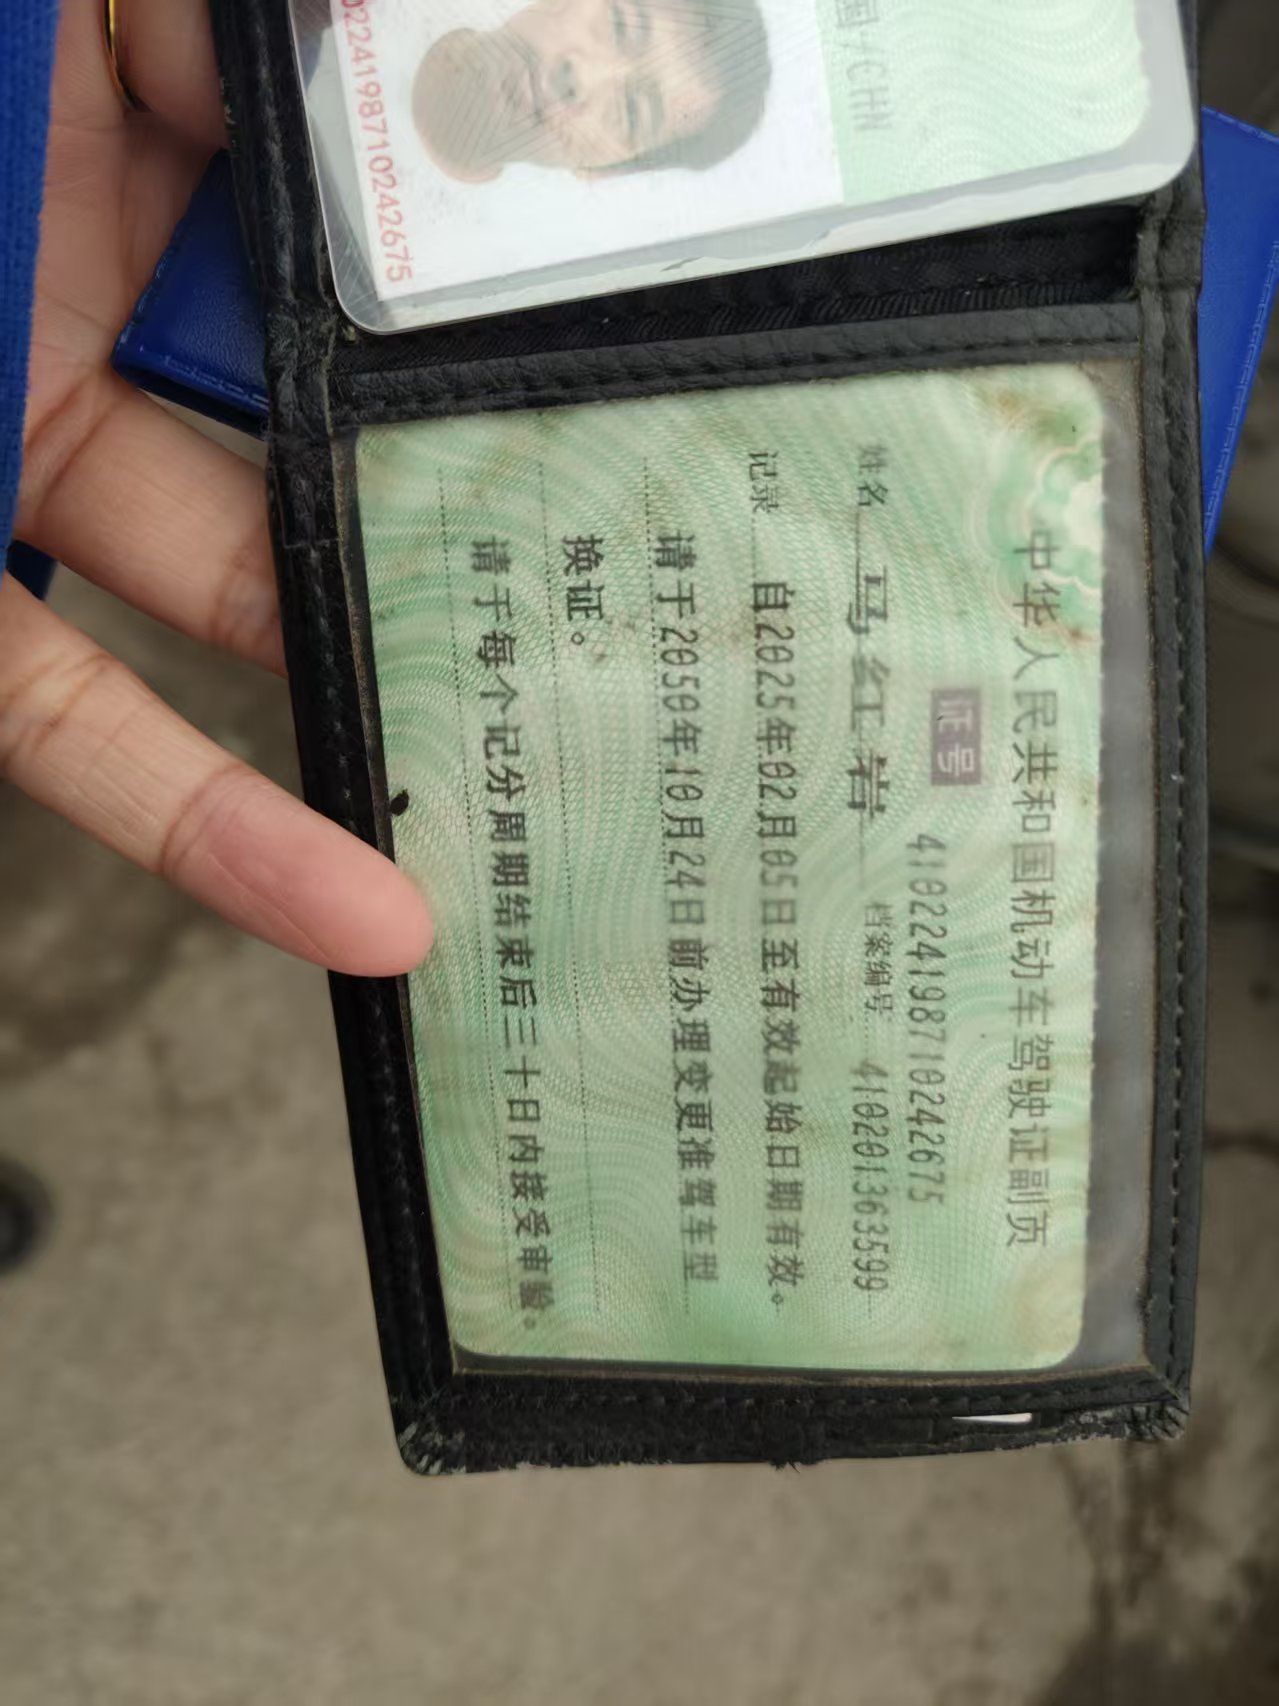 国/CHN
02241987102426​75
中华人民共和国机动车驾驶证副页
证号 410224198710242675
姓名 马红岩 档案编号 410201363599
记录 自2025年02月05日至有效起始日期有效。
请于2050年10月24日前办理变更准驾车型
换证。
请于每个记分周期结束后三十日内接受审验。